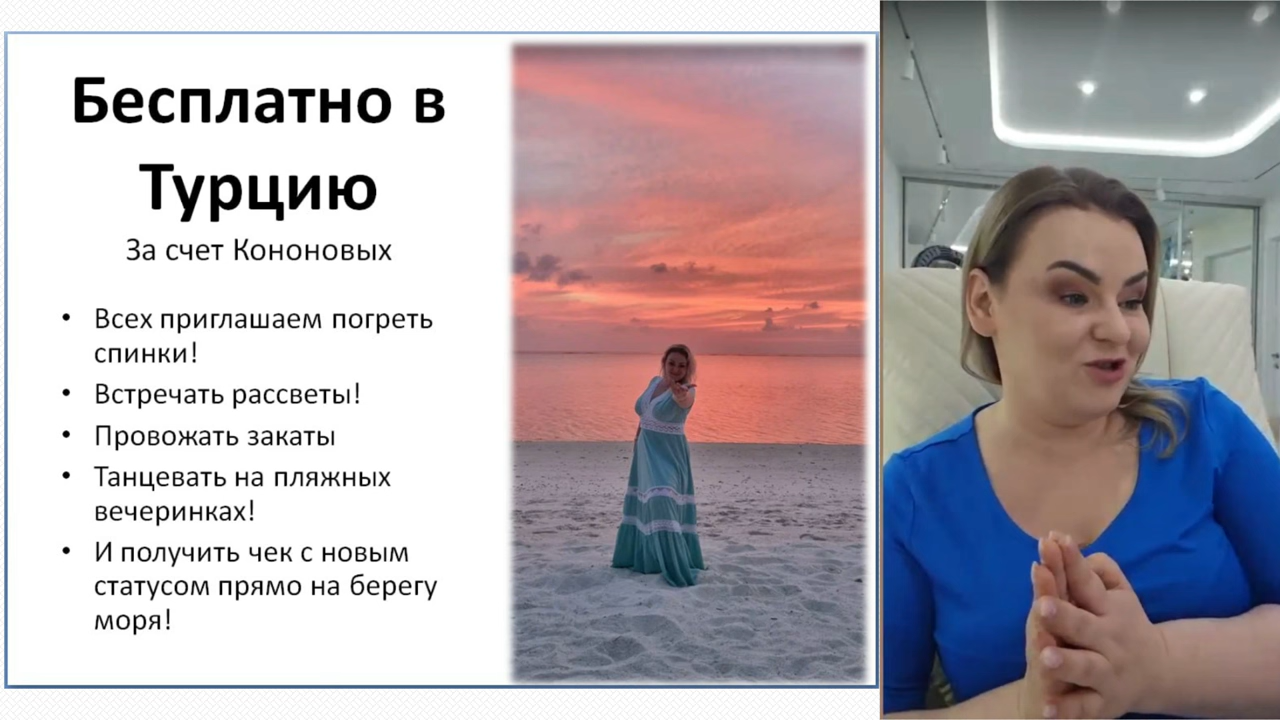 Бесплатно в
Турцию
За счет Кононовых
• Всех приглашаем погреть
спинки!
• Встречать рассветы!
• Провожать закаты
• Танцевать на пляжных
вечеринках!
• И получить чек с новым
статусом прямо на берегу
моря!